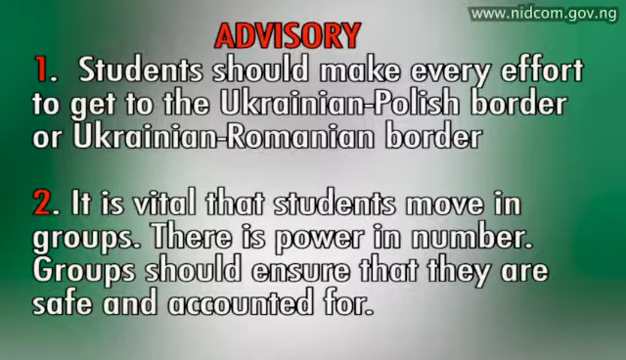 www.nidcom.gov.ng
ADVISORY
1. Students should make every effort
to get to the Ukrainian-Polish border
or Ukrainian-Romanian border
2. It is vital that students move in
groups. There is power in number.
Groups should ensure that they are
safe and accounted for.